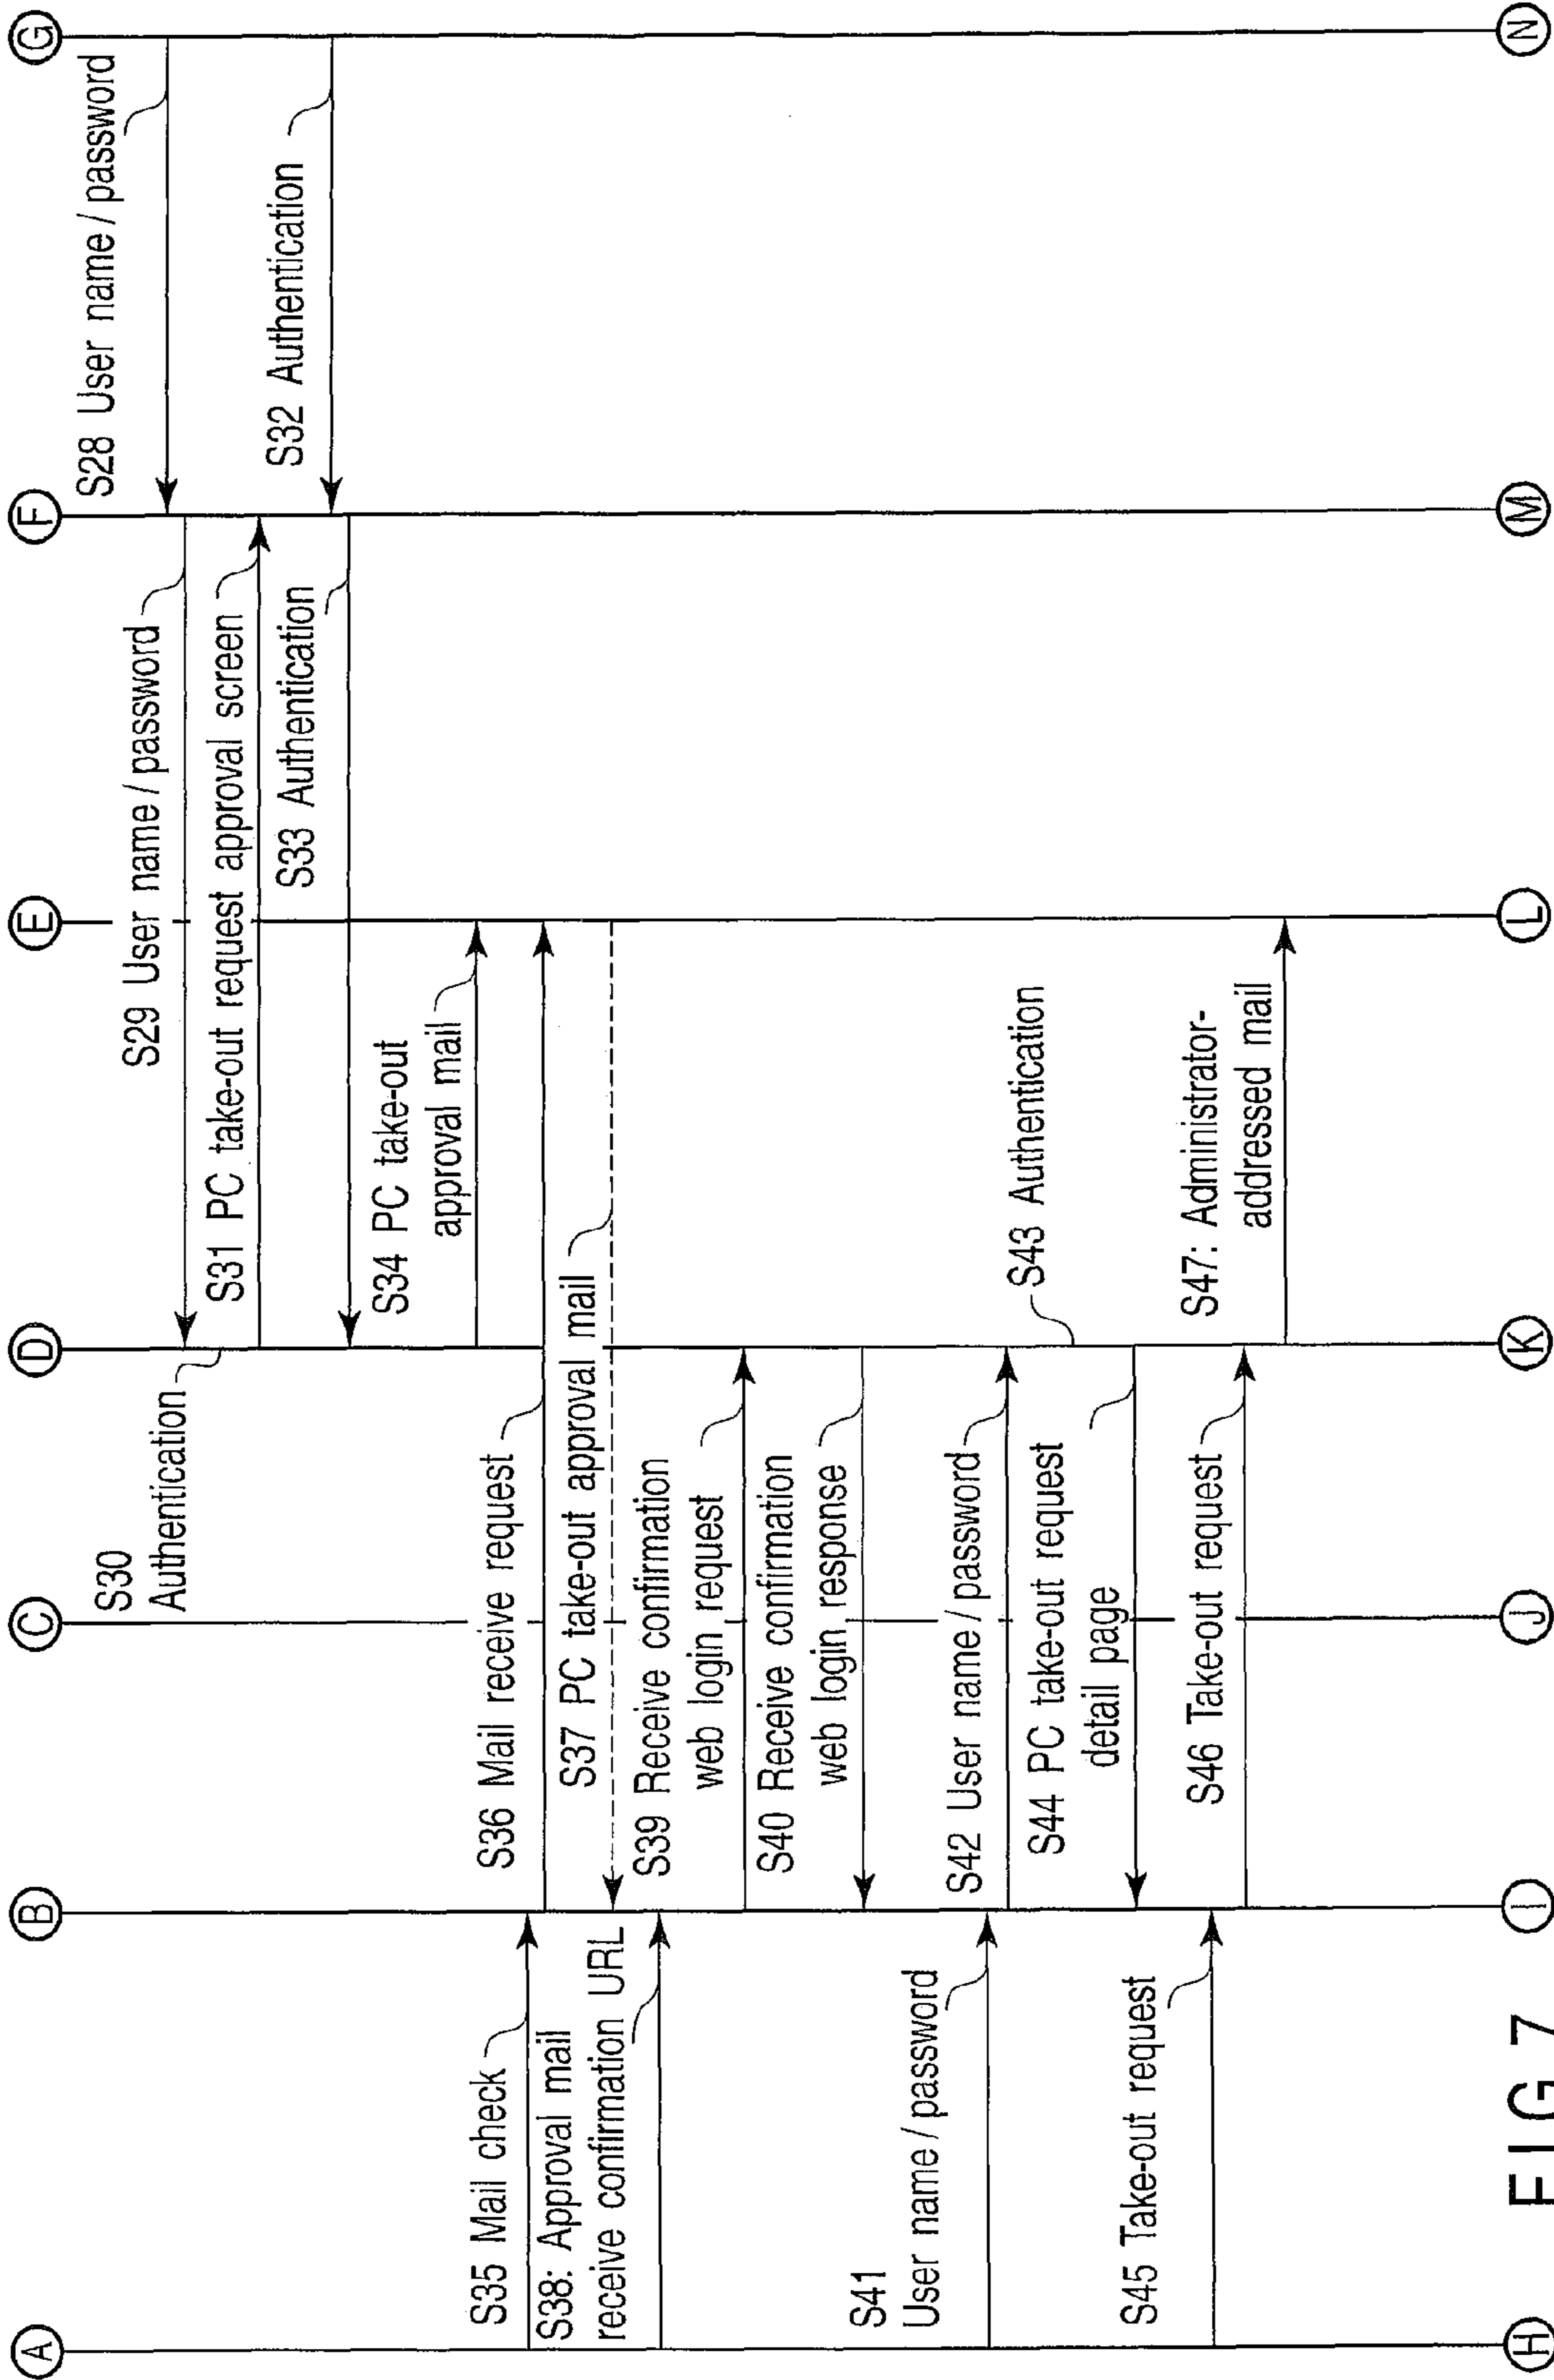 A
B
C
D
E
F
G
S28 User name / password
S29 User name / password
S30
Authentication
S31 PC take-out request approval screen
S32 Authentication
S33 Authentication
S34 PC take-out
approval mail
S35 Mail check
S36 Mail receive request
S37 PC take-out approval mail
S38: Approval mail
receive confirmation URL
S39 Receive confirmation
web login request
S40 Receive confirmation
web login response
S41
User name / password
S42 User name / password
S43 Authentication
S44 PC take-out request
detail page
S45 Take-out request
S46 Take-out request
S47: Administrator-
addressed mail
H
I
J
K
L
M
N
FIG 7